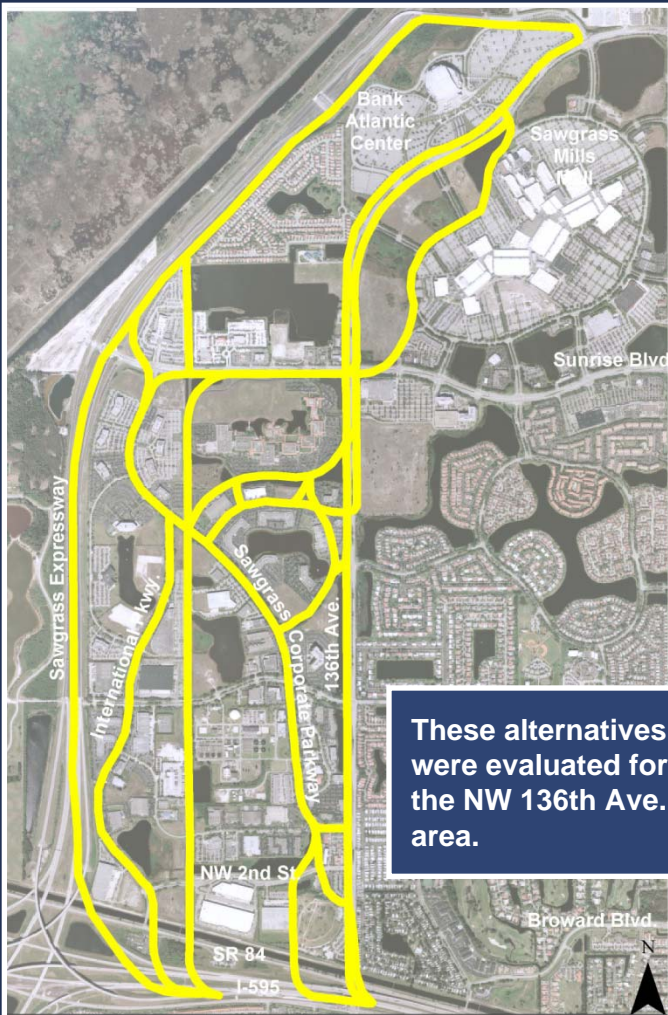 Bank
Atlantic
Center
Sawgrass
Mills
Mall
Sunrise Blvd
Sawgrass Expressway
International Pkwy.
Sawgrass
Corporate Parkway
136th Ave.
These alternatives
were evaluated for
the NW 136th Ave.
area.
NW 2nd St.
Broward Blvd.
SR 84
I-595
N